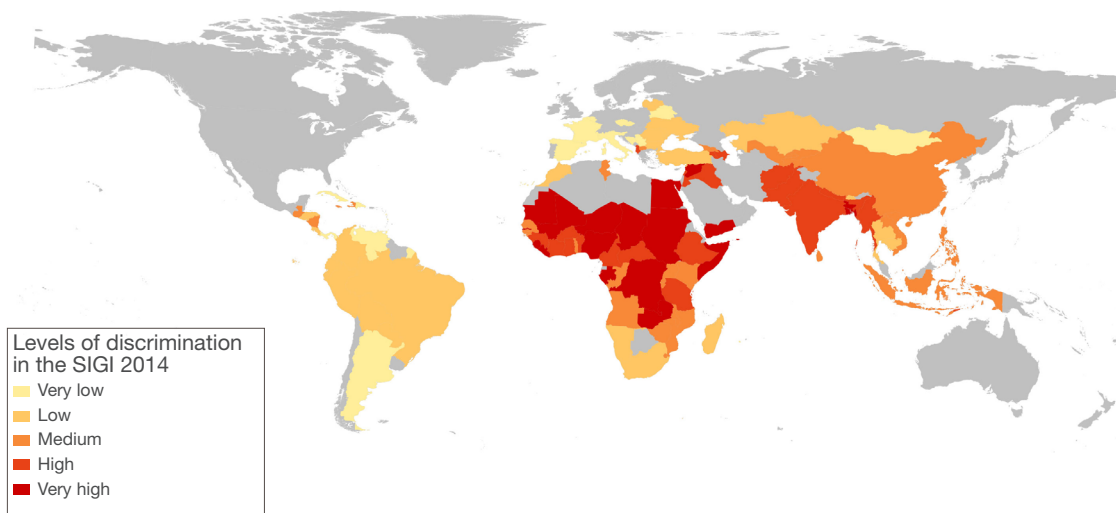 Levels of discrimination
in the SIGI 2014
Very low
Low
Medium
High
Very high